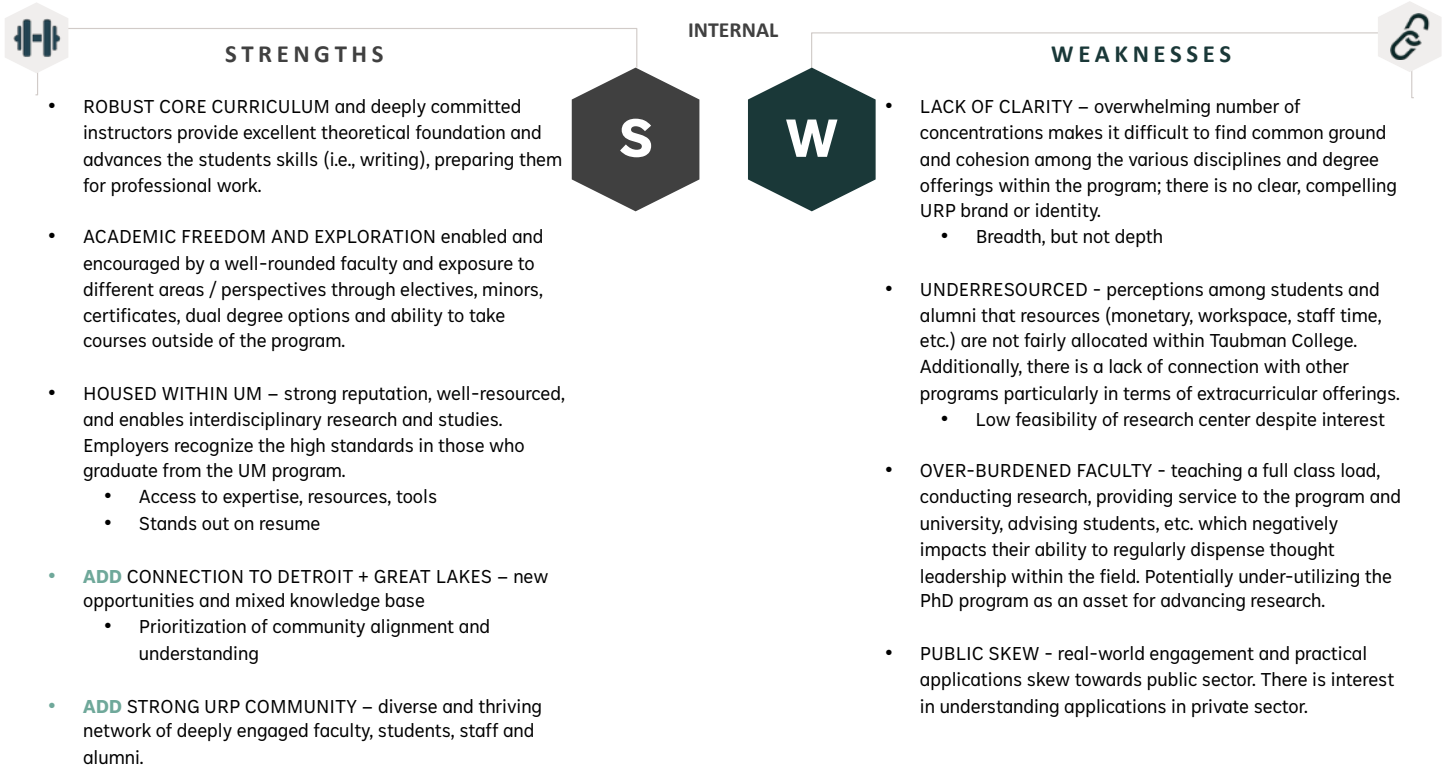 INTERNAL
STRENGTHS
• ROBUST CORE CURRICULUM and deeply committed
instructors provide excellent theoretical foundation and
advances the students skills (i.e., writing), preparing them
for professional work.
• ACADEMIC FREEDOM AND EXPLORATION enabled and
encouraged by a well-rounded faculty and exposure to
different areas / perspectives through electives, minors,
certificates, dual degree options and ability to take
courses outside of the program.
• HOUSED WITHIN UM – strong reputation, well-resourced,
and enables interdisciplinary research and studies.
Employers recognize the high standards in those who
graduate from the UM program.
• Access to expertise, resources, tools
• Stands out on resume
• ADD CONNECTION TO DETROIT + GREAT LAKES – new
opportunities and mixed knowledge base
• Prioritization of community alignment and
understanding
• ADD STRONG URP COMMUNITY – diverse and thriving
network of deeply engaged faculty, students, staff and
alumni.
S
W
WEAKNESSES
• LACK OF CLARITY – overwhelming number of
concentrations makes it difficult to find common ground
and cohesion among the various disciplines and degree
offerings within the program; there is no clear, compelling
URP brand or identity.
• Breadth, but not depth
• UNDERRESOURCED - perceptions among students and
alumni that resources (monetary, workspace, staff time,
etc.) are not fairly allocated within Taubman College.
Additionally, there is a lack of connection with other
programs particularly in terms of extracurricular offerings.
• Low feasibility of research center despite interest
• OVER-BURDENED FACULTY - teaching a full class load,
conducting research, providing service to the program and
university, advising students, etc. which negatively
impacts their ability to regularly dispense thought
leadership within the field. Potentially under-utilizing the
PhD program as an asset for advancing research.
• PUBLIC SKEW - real-world engagement and practical
applications skew towards public sector. There is interest
in understanding applications in private sector.